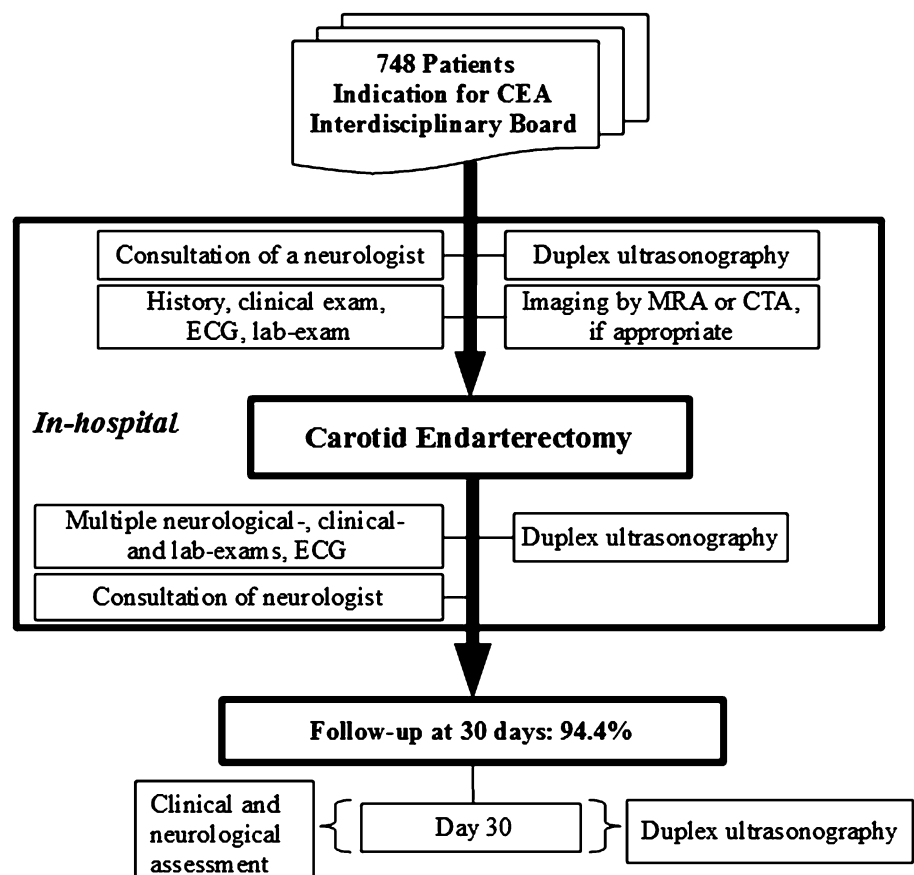 748 Patients
Indication for CEA
Interdisciplinary Board
Consultation of a neurologist
Duplex ultrasonography
History, clinical exam,
ECG, lab-exam
Imaging by MRA or CTA,
if appropriate
In-hospital
Carotid Endarterectomy
Multiple neurological-, clinical-
and lab-exams, ECG
Duplex ultrasonography
Consultation of neurologist
Follow-up at 30 days: 94.4%
Clinical and
neurological
assessment
Day 30
Duplex ultrasonography